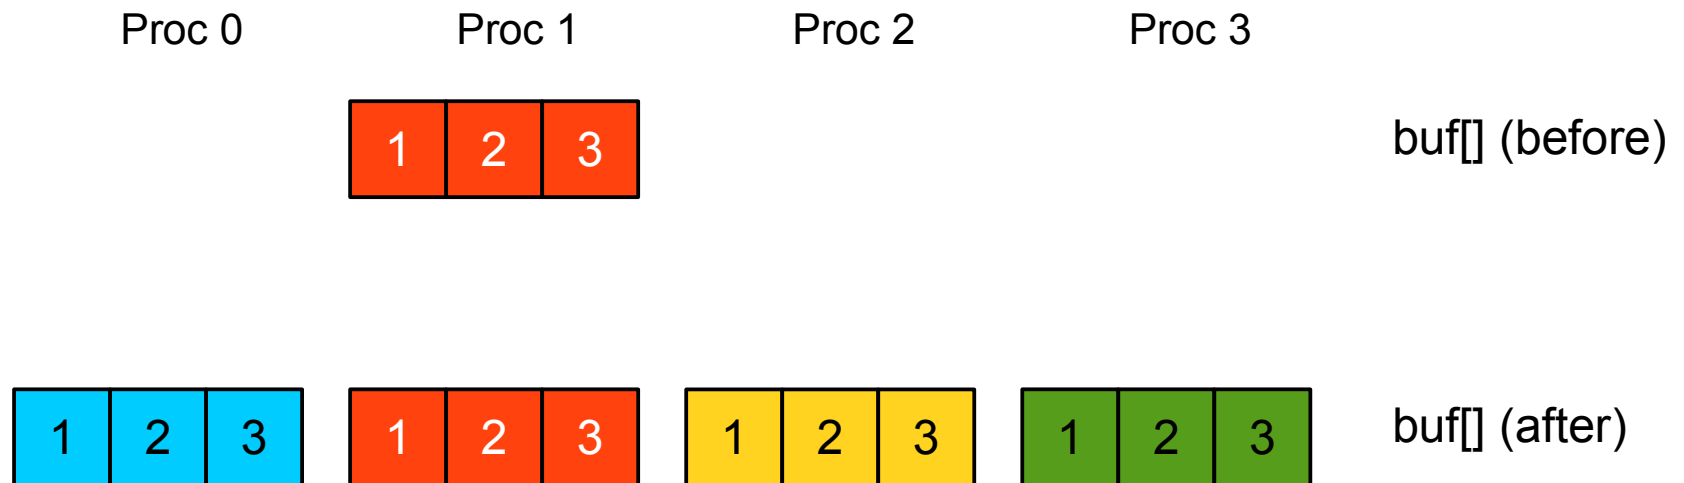 Proc 0 Proc 1 Proc 2 Proc 3
1 2 3 buf[] (before)
1 2 3 1 2 3 1 2 3 1 2 3 buf[] (after)